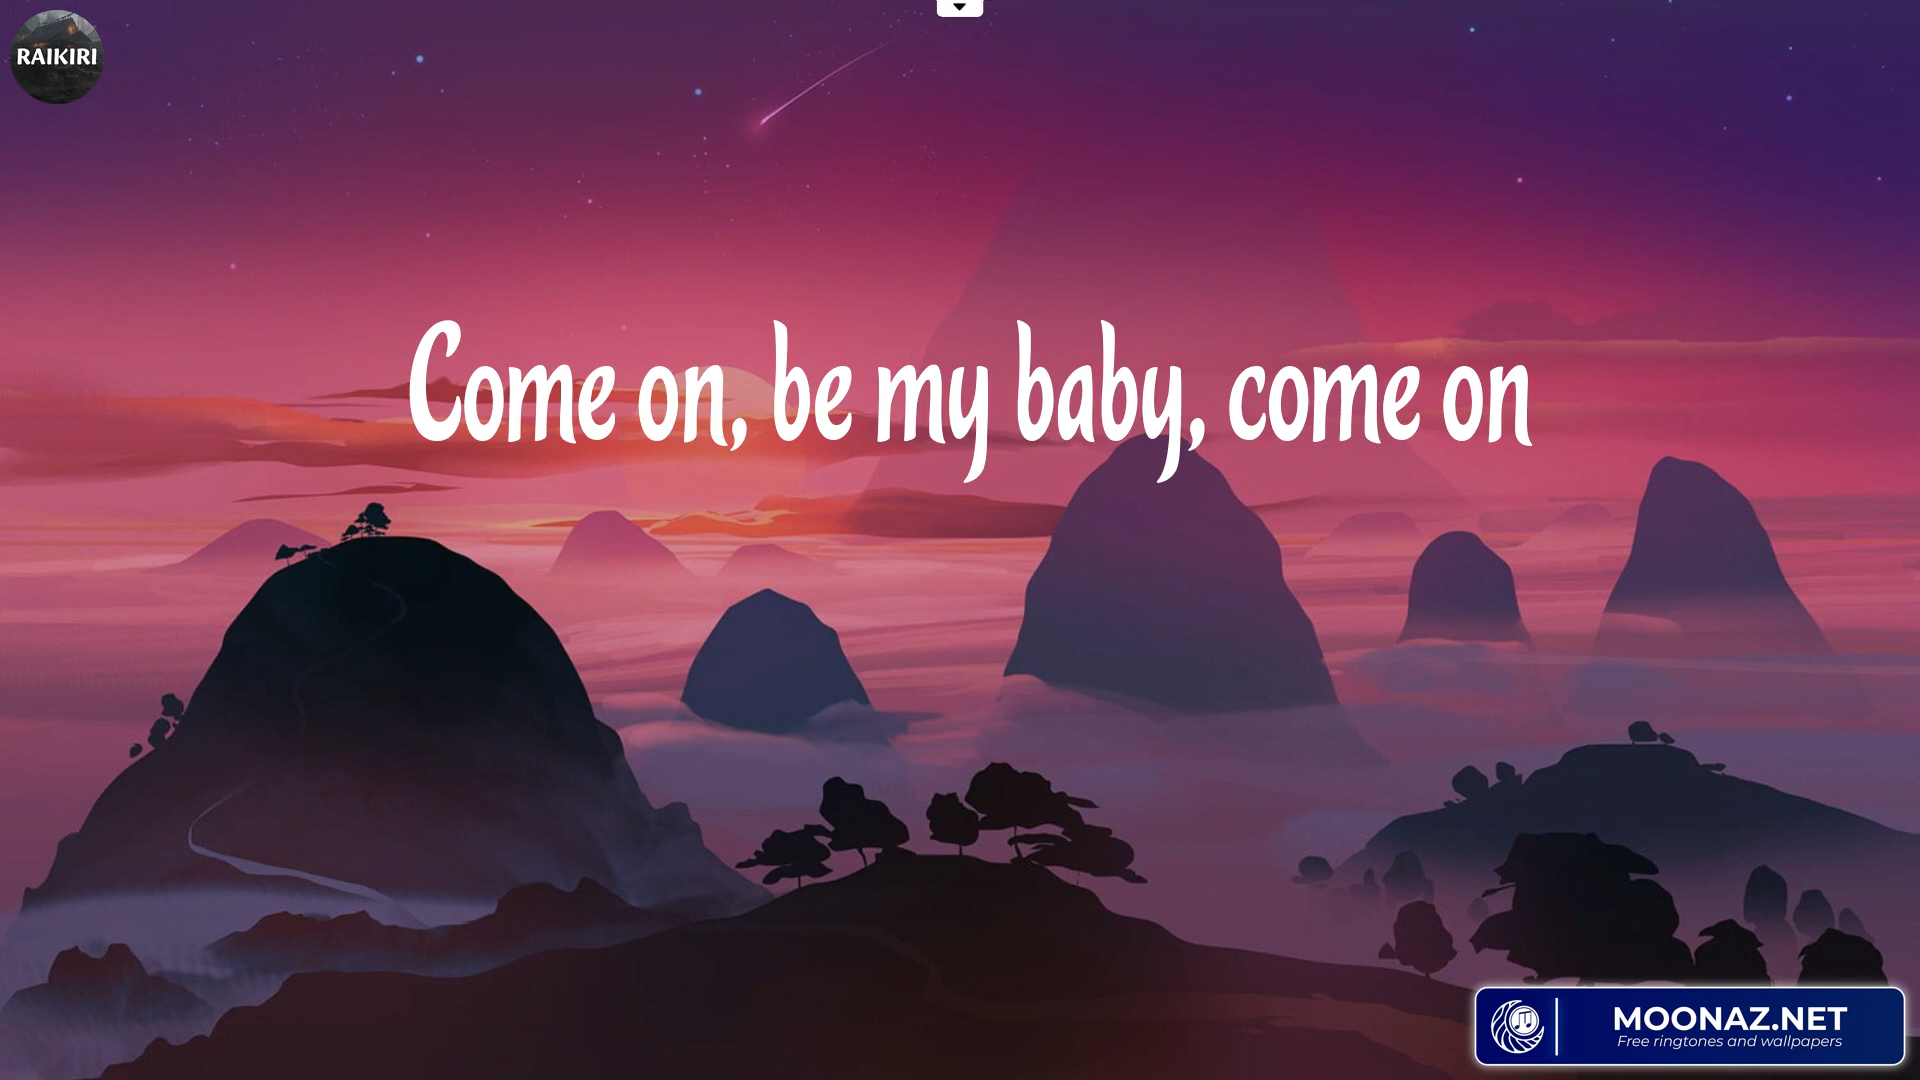 RAIKIRI
Come on, be my baby, come on
MOONAZ.NET
Free ringtones and wallpapers